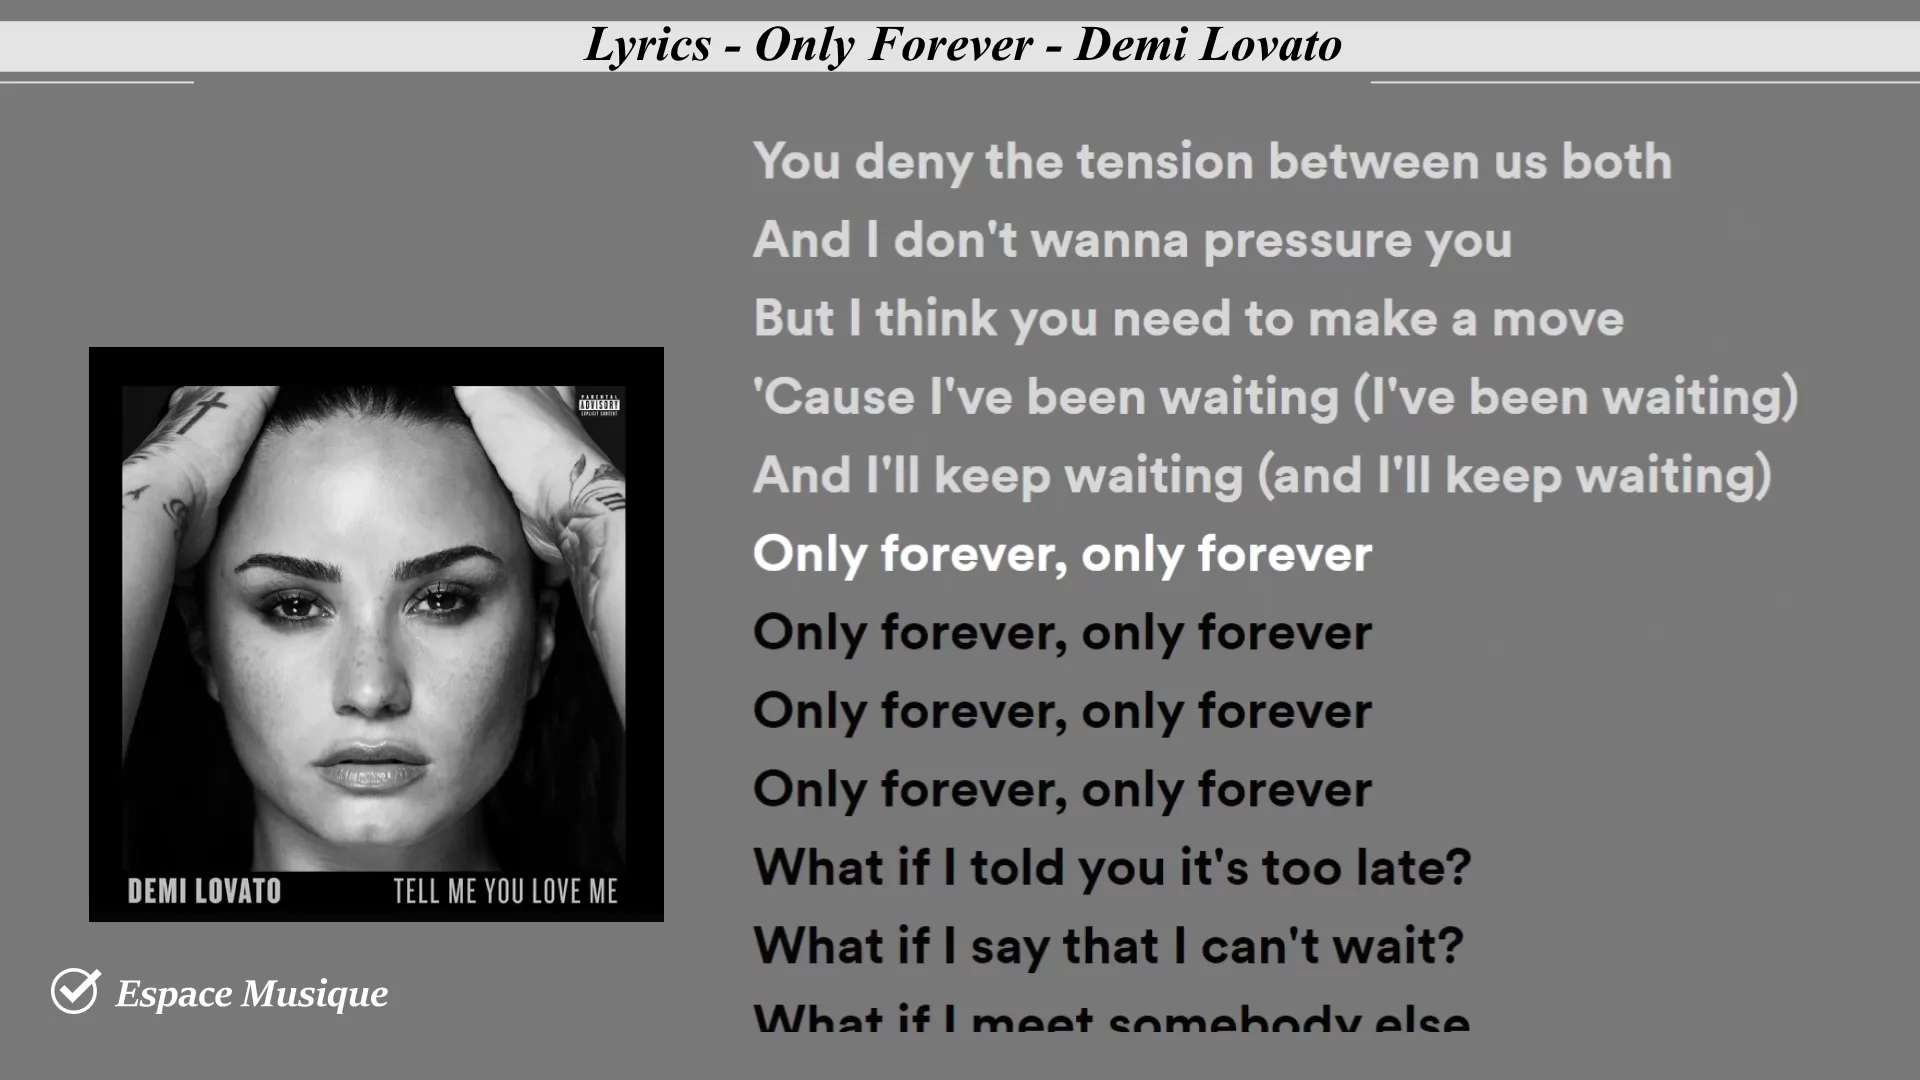 Lyrics - Only Forever - Demi Lovato
You deny the tension between us both
And I don't wanna pressure you
But I think you need to make a move
'Cause I've been waiting (I've been waiting)
And I'll keep waiting (and I'll keep waiting)
Only forever, only forever
Only forever, only forever
Only forever, only forever
Only forever, only forever
What if I told you it's too late?
What if I say that I can't wait?
What if I meet somebody else
PARENTAL
ADVISORY
EXPLICIT CONTENT
DEMI LOVATO TELL ME YOU LOVE ME
Espace Musique